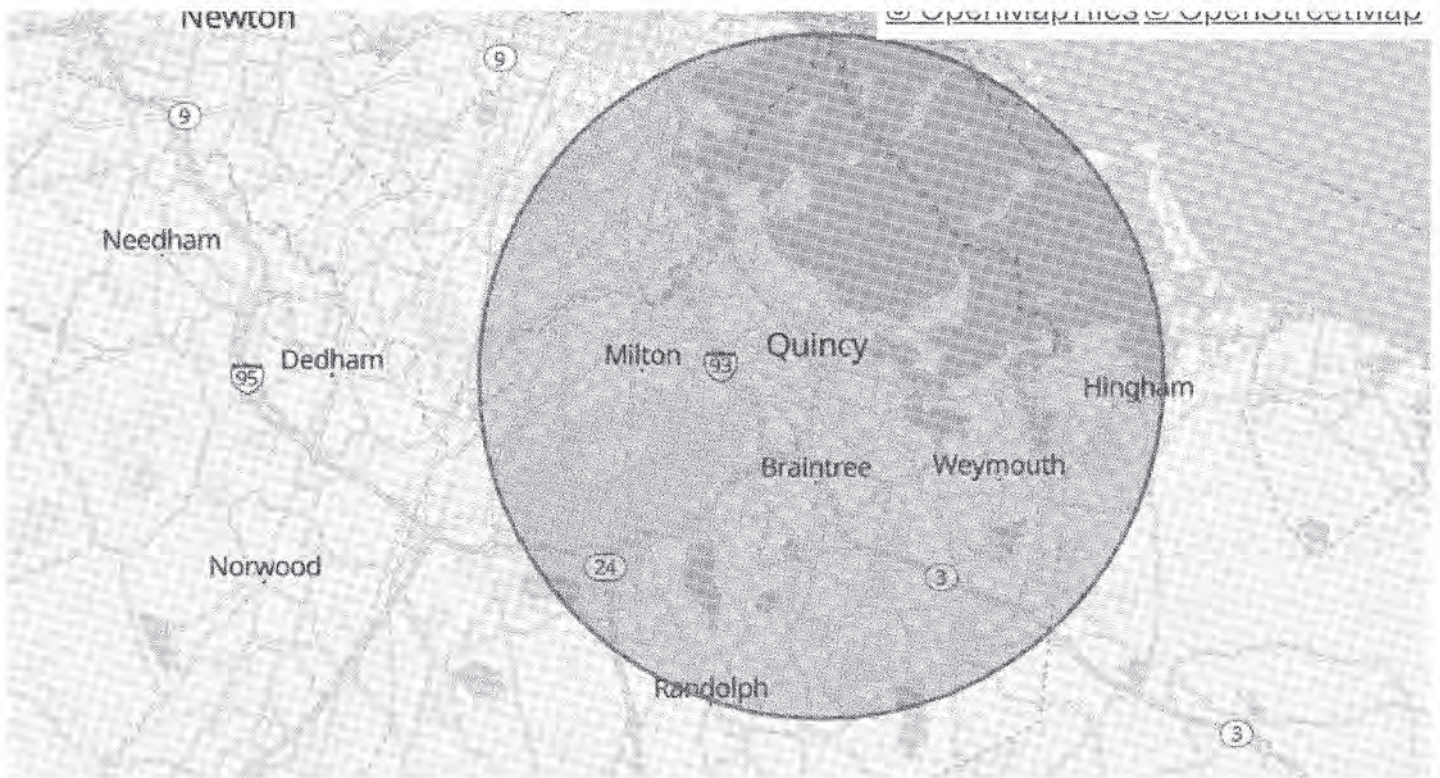 Newton
© OpenMapTiles © OpenStreetMap
9
9
Needham
Milton
93
Quincy
95
Dedham
Hingham
Braintree
Weymouth
Norwood
24
3
Randolph
3